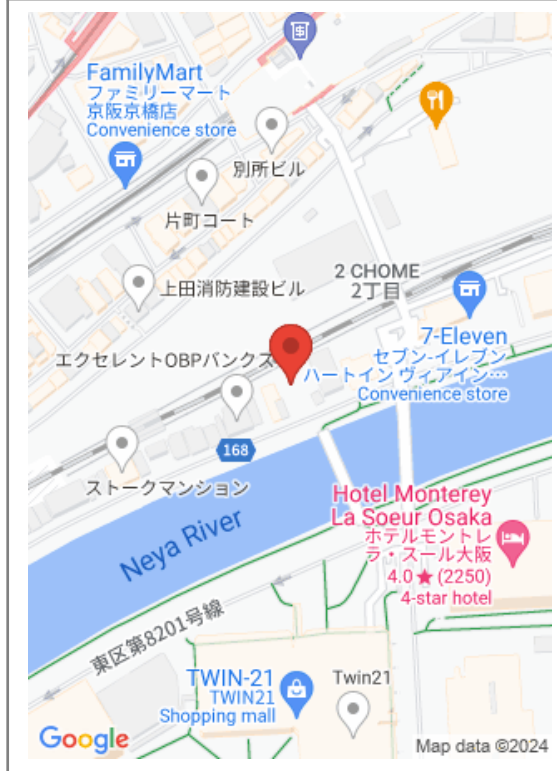 FamilyMart
ファミリーマート
京阪京橋店
Convenience store
別所ビル
片町コート
2 CHOME
2丁目
上田消防建設ビル
7-Eleven
セブン-イレブン
ハートイン ヴィアイン…
Convenience store
エクセレントOBPバンクス
168
ストークマンション
Neya River
Hotel Monterey
La Soeur Osaka
ホテルモントレ
ラ・スール大阪
4.0 ★ (2250)
4-star hotel
東区第8201号線
TWIN-21
TWIN21
Shopping mall
Twin21
Google
Map data ©2024